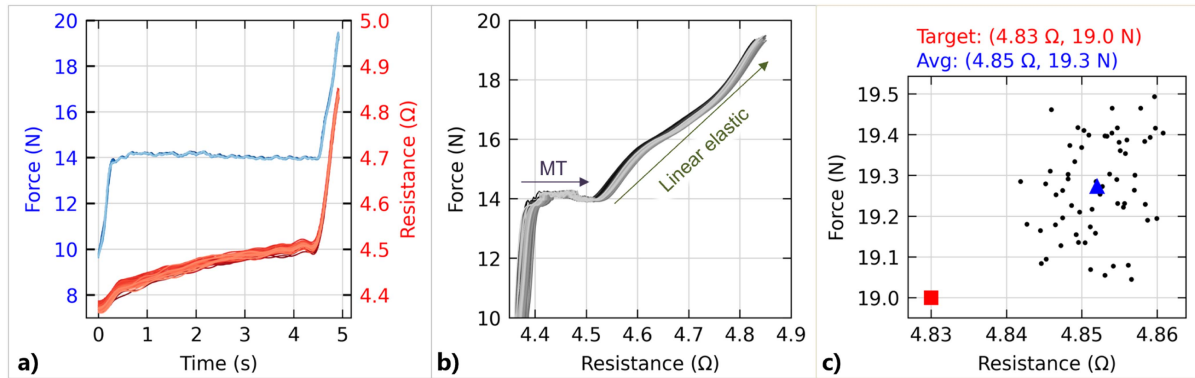 20
18
16
14
12
10
8
Force (N)
5.0
4.9
4.8
4.7
4.6
4.5
4.4
Resistance (Ω)
0 1 2 3 4 5
Time (s)
a)
20
18
16
14
12
10
Force (N)
MT
Linear elastic
4.4 4.5 4.6 4.7 4.8 4.9
Resistance (Ω)
b)
Target: (4.83 Ω, 19.0 N)
Avg: (4.85 Ω, 19.3 N)
19.5
19.4
19.3
19.2
19.1
19.0
Force (N)
4.83 4.84 4.85 4.86
Resistance (Ω)
c)